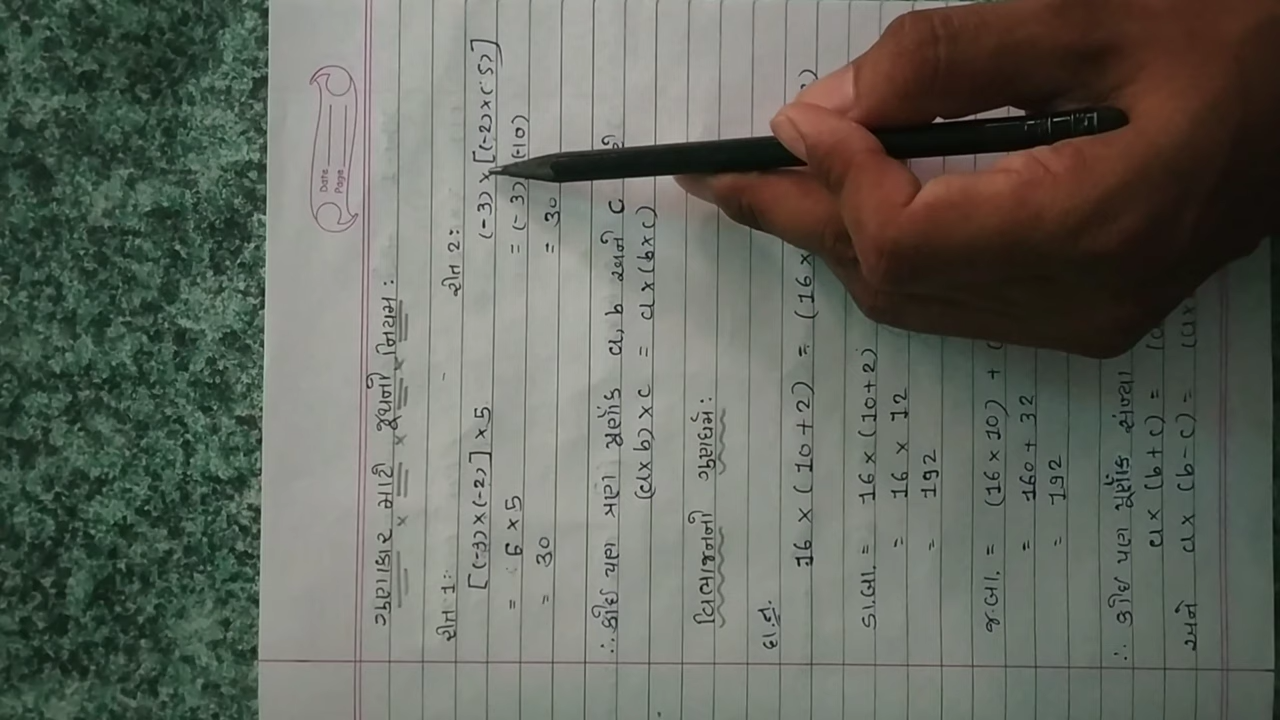 Date
Page
ગુણાકાર માટે જૂથનો નિયમ :
રીત 1:
[(-3)×(-2)] × 5
= 6 × 5
= 30
રીત 2:
(-3) × [(-2)×(5)]
= (-3) (-10)
= 30
∴ કોઈ પણ ત્રણ પૂર્ણાંક a, b અને c
(a×b) × c = a × (b×c)
વિભાજનનો ગુણધર્મ :
દા.ત.
16 × (10 + 2) = (16 ×
ડા.બા. = 16 × (10+2)
= 16 × 12
= 192
જ.બા. = (16 × 10) +
= 160 + 32
= 192
∴ કોઈ પણ પૂર્ણાંક સંખ્યા
a × (b + c) =
અને a × (b - c) =